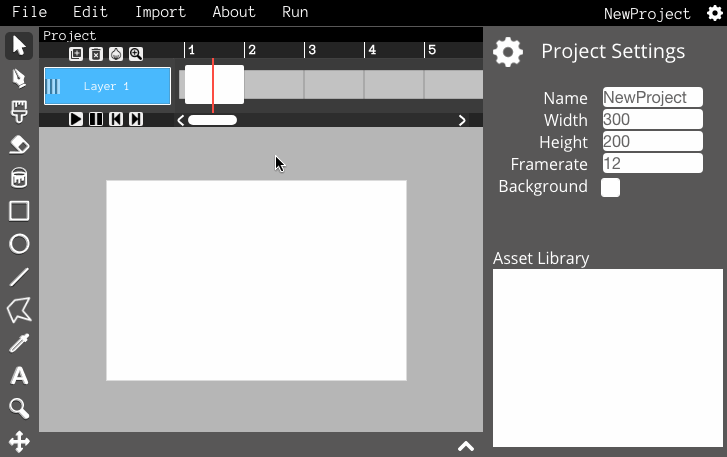 File Edit Import About Run NewProject
Project
1 2 3 4 5
Layer 1
A
Project Settings
Name NewProject
Width 300
Height 200
Framerate 12
Background
Asset Library